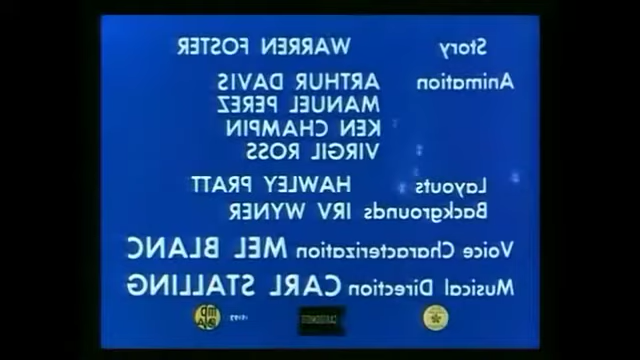 Story WARREN FOSTER
Animation ARTHUR DAVIS
MANUEL PEREZ
KEN CHAMPIN
VIRGIL ROSS
Layouts HAWLEY PRATT
Backgrounds IRV WYNER
Voice Characterization MEL BLANC
Musical Direction CARL STALLING